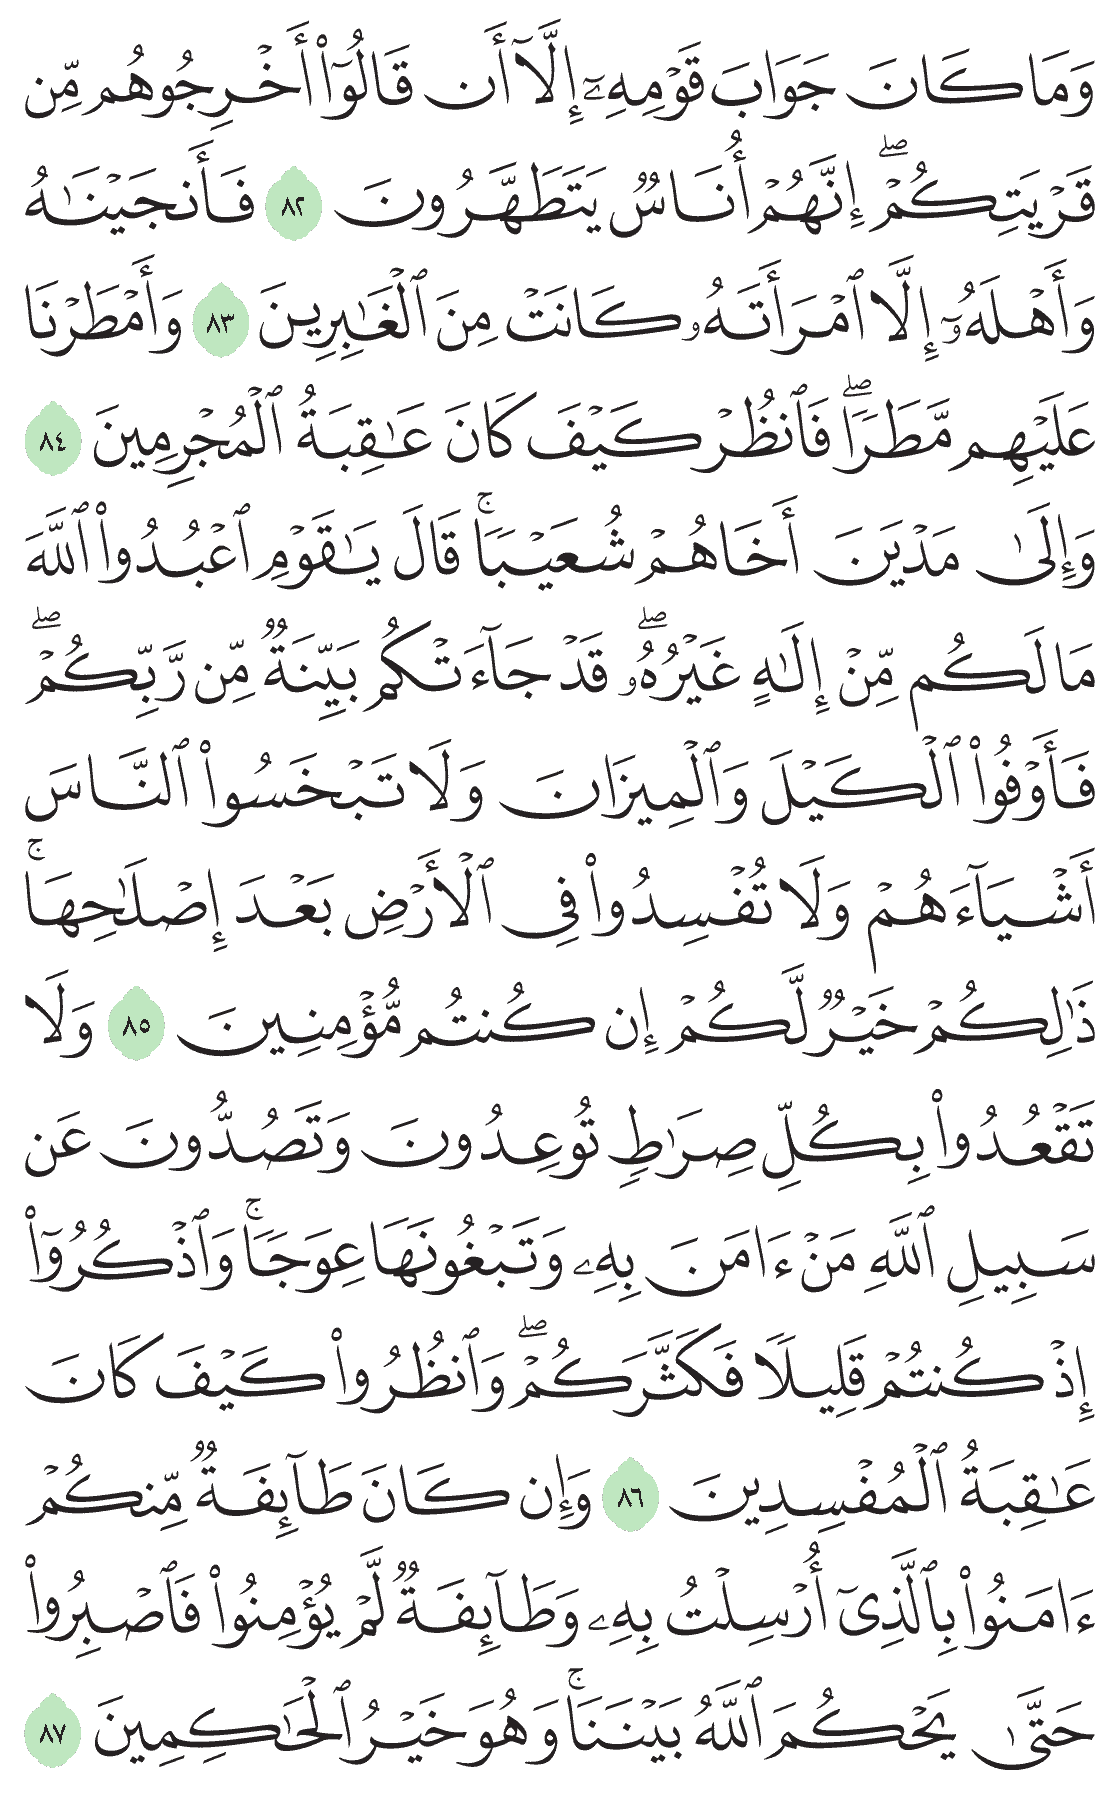 وَمَا كَانَ جَوَابَ قَوْمِهِۦٓ إِلَّآ أَن قَالُوٓا۟ أَخْرِجُوهُم مِّن
قَرْيَتِكُمْ ۖ إِنَّهُمْ أُنَاسٌ يَتَطَهَّرُونَ ٨٢ فَأَنجَيْنَٰهُ
وَأَهْلَهُۥٓ إِلَّا ٱمْرَأَتَهُۥ كَانَتْ مِنَ ٱلْغَٰبِرِينَ ٨٣ وَأَمْطَرْنَا
عَلَيْهِم مَّطَرًا ۖ فَٱنظُرْ كَيْفَ كَانَ عَٰقِبَةُ ٱلْمُجْرِمِينَ ٨٤
وَإِلَىٰ مَدْيَنَ أَخَاهُمْ شُعَيْبًا ۚ قَالَ يَٰقَوْمِ ٱعْبُدُوا۟ ٱللَّهَ
مَا لَكُم مِّنْ إِلَٰهٍ غَيْرُهُۥ ۖ قَدْ جَآءَتْكُم بَيِّنَةٌ مِّن رَّبِّكُمْ ۖ
فَأَوْفُوا۟ ٱلْكَيْلَ وَٱلْمِيزَانَ وَلَا تَبْخَسُوا۟ ٱلنَّاسَ
أَشْيَآءَهُمْ وَلَا تُفْسِدُوا۟ فِى ٱلْأَرْضِ بَعْدَ إِصْلَٰحِهَا ۚ
ذَٰلِكُمْ خَيْرٌ لَّكُمْ إِن كُنتُم مُّؤْمِنِينَ ٨٥ وَلَا
تَقْعُدُوا۟ بِكُلِّ صِرَٰطٍ تُوعِدُونَ وَتَصُدُّونَ عَن
سَبِيلِ ٱللَّهِ مَنْ ءَامَنَ بِهِۦ وَتَبْغُونَهَا عِوَجًا ۚ وَٱذْكُرُوٓا۟
إِذْ كُنتُمْ قَلِيلًا فَكَثَّرَكُمْ ۖ وَٱنظُرُوا۟ كَيْفَ كَانَ
عَٰقِبَةُ ٱلْمُفْسِدِينَ ٨٦ وَإِن كَانَ طَآئِفَةٌ مِّنكُمْ
ءَامَنُوا۟ بِٱلَّذِىٓ أُرْسِلْتُ بِهِۦ وَطَآئِفَةٌ لَّمْ يُؤْمِنُوا۟ فَٱصْبِرُوا۟
حَتَّىٰ يَحْكُمَ ٱللَّهُ بَيْنَنَا ۚ وَهُوَ خَيْرُ ٱلْحَٰكِمِينَ ٨٧